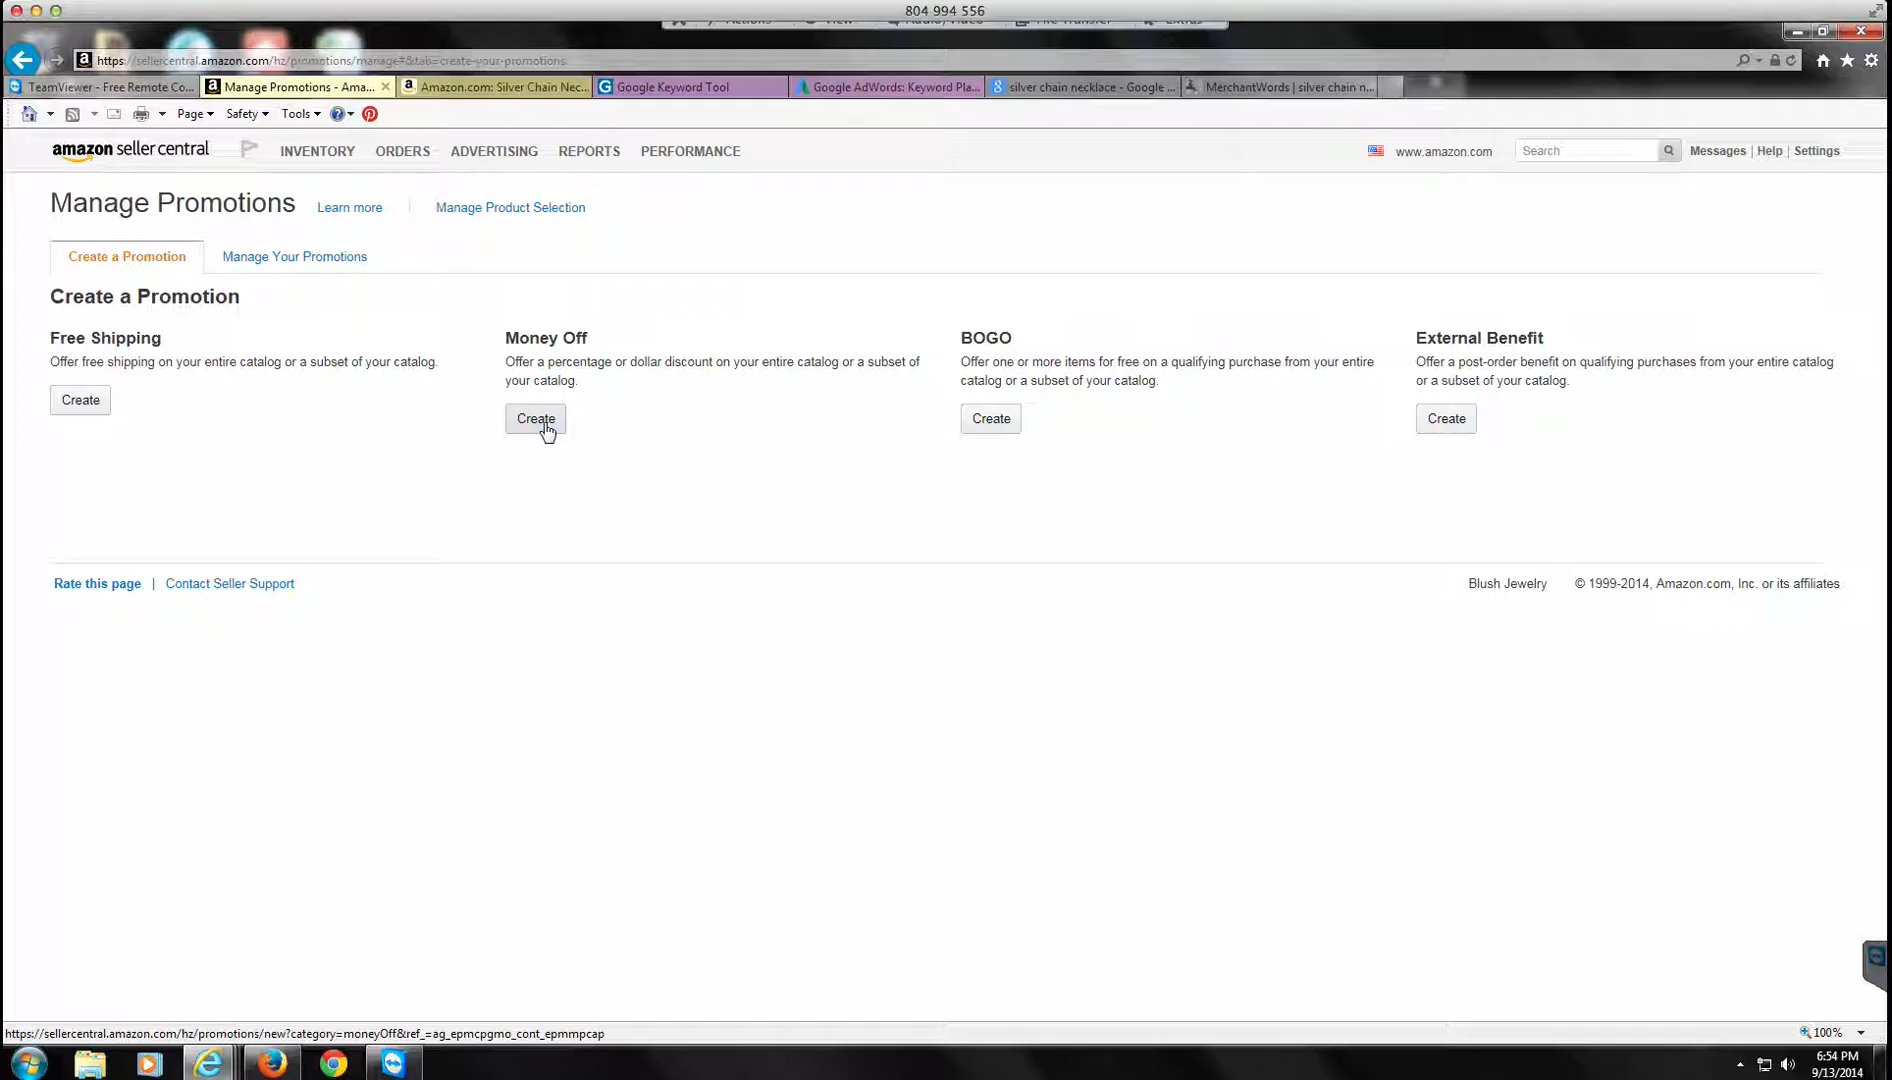 804 994 556
Actions View Audio/Video File Transfer Extras
https://sellercentral.amazon.com/hz/promotions/manage#&tab=create-your-promotions
TeamViewer - Free Remote Co...
Manage Promotions - Ama...
Amazon.com: Silver Chain Nec...
Google Keyword Tool
Google AdWords: Keyword Pla...
silver chain necklace - Google ...
MerchantWords | silver chain n...
Page Safety Tools
amazon seller central INVENTORY ORDERS ADVERTISING REPORTS PERFORMANCE www.amazon.com Search Messages | Help | Settings
Manage Promotions Learn more | Manage Product Selection
Create a Promotion Manage Your Promotions
Create a Promotion
Free Shipping
Offer free shipping on your entire catalog or a subset of your catalog.
Create
Money Off
Offer a percentage or dollar discount on your entire catalog or a subset of
your catalog.
Create
BOGO
Offer one or more items for free on a qualifying purchase from your entire
catalog or a subset of your catalog.
Create
External Benefit
Offer a post-order benefit on qualifying purchases from your entire catalog
or a subset of your catalog.
Create
Rate this page | Contact Seller Support Blush Jewelry © 1999-2014, Amazon.com, Inc. or its affiliates
https://sellercentral.amazon.com/hz/promotions/new?category=moneyOff&ref_=ag_epmcpgmo_cont_epmmpcap
100%
6:54 PM
9/13/2014